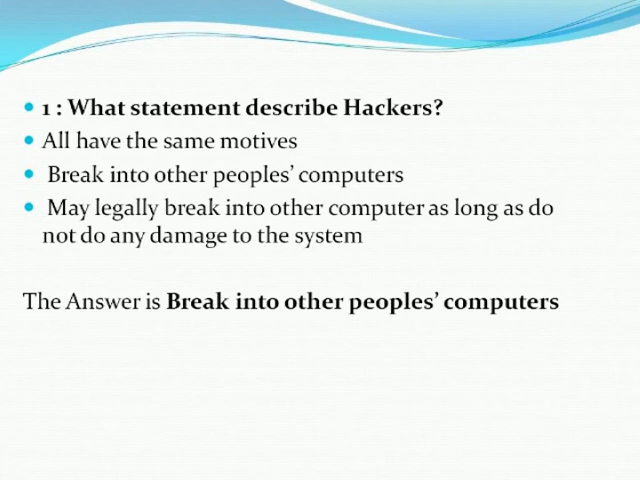 • 1 : What statement describe Hackers?
• All have the same motives
• Break into other peoples’ computers
• May legally break into other computer as long as do
not do any damage to the system
The Answer is Break into other peoples’ computers